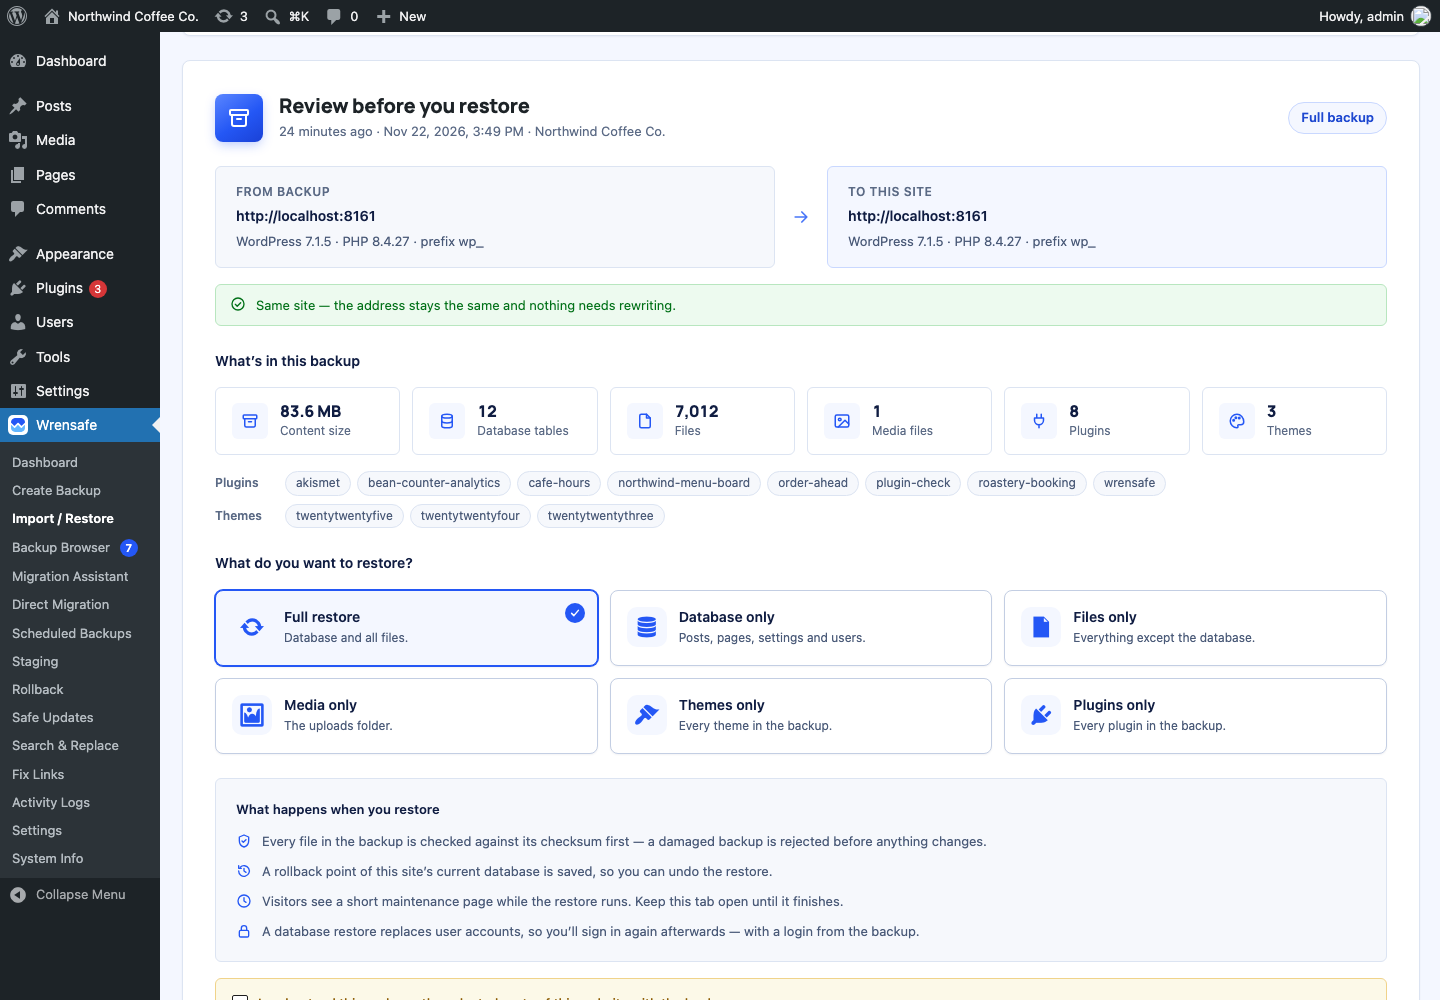 Northwind Coffee Co.
3
⌘K
0
New
Howdy, admin
Dashboard
Posts
Media
Pages
Comments
Appearance
Plugins 3
Users
Tools
Settings
Wrensafe
Dashboard
Create Backup
Import / Restore
Backup Browser 7
Migration Assistant
Direct Migration
Scheduled Backups
Staging
Rollback
Safe Updates
Search & Replace
Fix Links
Activity Logs
Settings
System Info
Collapse Menu
Review before you restore
24 minutes ago · Nov 22, 2026, 3:49 PM · Northwind Coffee Co.
Full backup
FROM BACKUP
http://localhost:8161
WordPress 7.1.5 · PHP 8.4.27 · prefix wp_
TO THIS SITE
http://localhost:8161
WordPress 7.1.5 · PHP 8.4.27 · prefix wp_
Same site — the address stays the same and nothing needs rewriting.
What's in this backup
83.6 MB
Content size
12
Database tables
7,012
Files
1
Media files
8
Plugins
3
Themes
Plugins akismet bean-counter-analytics cafe-hours northwind-menu-board order-ahead plugin-check roastery-booking wrensafe
Themes twentytwentyfive twentytwentyfour twentytwentythree
What do you want to restore?
Full restore
Database and all files.
Database only
Posts, pages, settings and users.
Files only
Everything except the database.
Media only
The uploads folder.
Themes only
Every theme in the backup.
Plugins only
Every plugin in the backup.
What happens when you restore
Every file in the backup is checked against its checksum first — a damaged backup is rejected before anything changes.
A rollback point of this site's current database is saved, so you can undo the restore.
Visitors see a short maintenance page while the restore runs. Keep this tab open until it finishes.
A database restore replaces user accounts, so you'll sign in again afterwards — with a login from the backup.